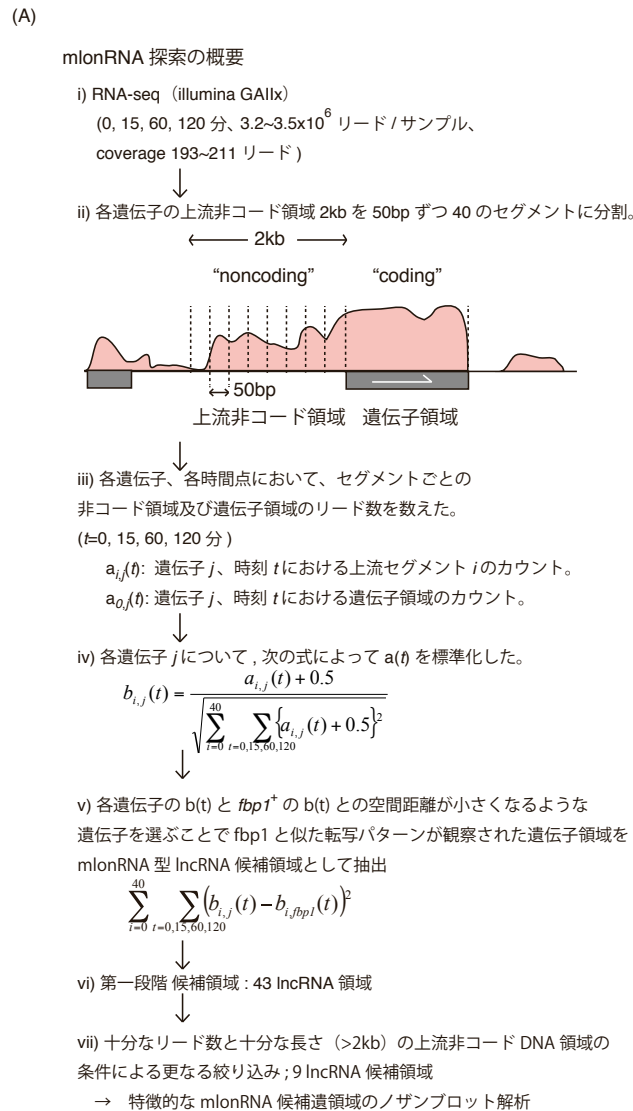 (A)
mlonRNA 探索の概要
i) RNA-seq（illumina GAIIx）
(0, 15, 60, 120 分、3.2~3.5x10^6 リード / サンプル、
coverage 193~211 リード )
ii) 各遺伝子の上流非コード領域 2kb を 50bp ずつ 40 のセグメントに分割。
2kb
“noncoding” “coding”
50bp
上流非コード領域 遺伝子領域
iii) 各遺伝子、各時間点において、セグメントごとの
非コード領域及び遺伝子領域のリード数を数えた。
(t=0, 15, 60, 120 分 )
a_{i,j}(t): 遺伝子 j 、時刻 t における上流セグメント i のカウント。
a_{0,j}(t): 遺伝子 j 、時刻 t における遺伝子領域のカウント。
iv) 各遺伝子 j について , 次の式によって a(t) を標準化した。
b_{i,j}(t) = \frac{a_{i,j}(t) + 0.5}{\sqrt{\sum_{i=0}^{40} \sum_{t=0,15,60,120} \{a_{i,j}(t) + 0.5\}^2}}
v) 各遺伝子の b(t) と fbp1^+ の b(t) との空間距離が小さくなるような
遺伝子を選ぶことで fbp1 と似た転写パターンが観察された遺伝子領域を
mlonRNA 型 lncRNA 候補領域として抽出
\sum_{i=0}^{40} \sum_{t=0,15,60,120} (b_{i,j}(t) - b_{i,fbp1}(t))^2
vi) 第一段階 候補領域 : 43 lncRNA 領域
vii) 十分なリード数と十分な長さ（>2kb）の上流非コード DNA 領域の
条件による更なる絞り込み ; 9 lncRNA 候補領域
→ 特徴的な mlonRNA 候補遺領域のノザンブロット解析